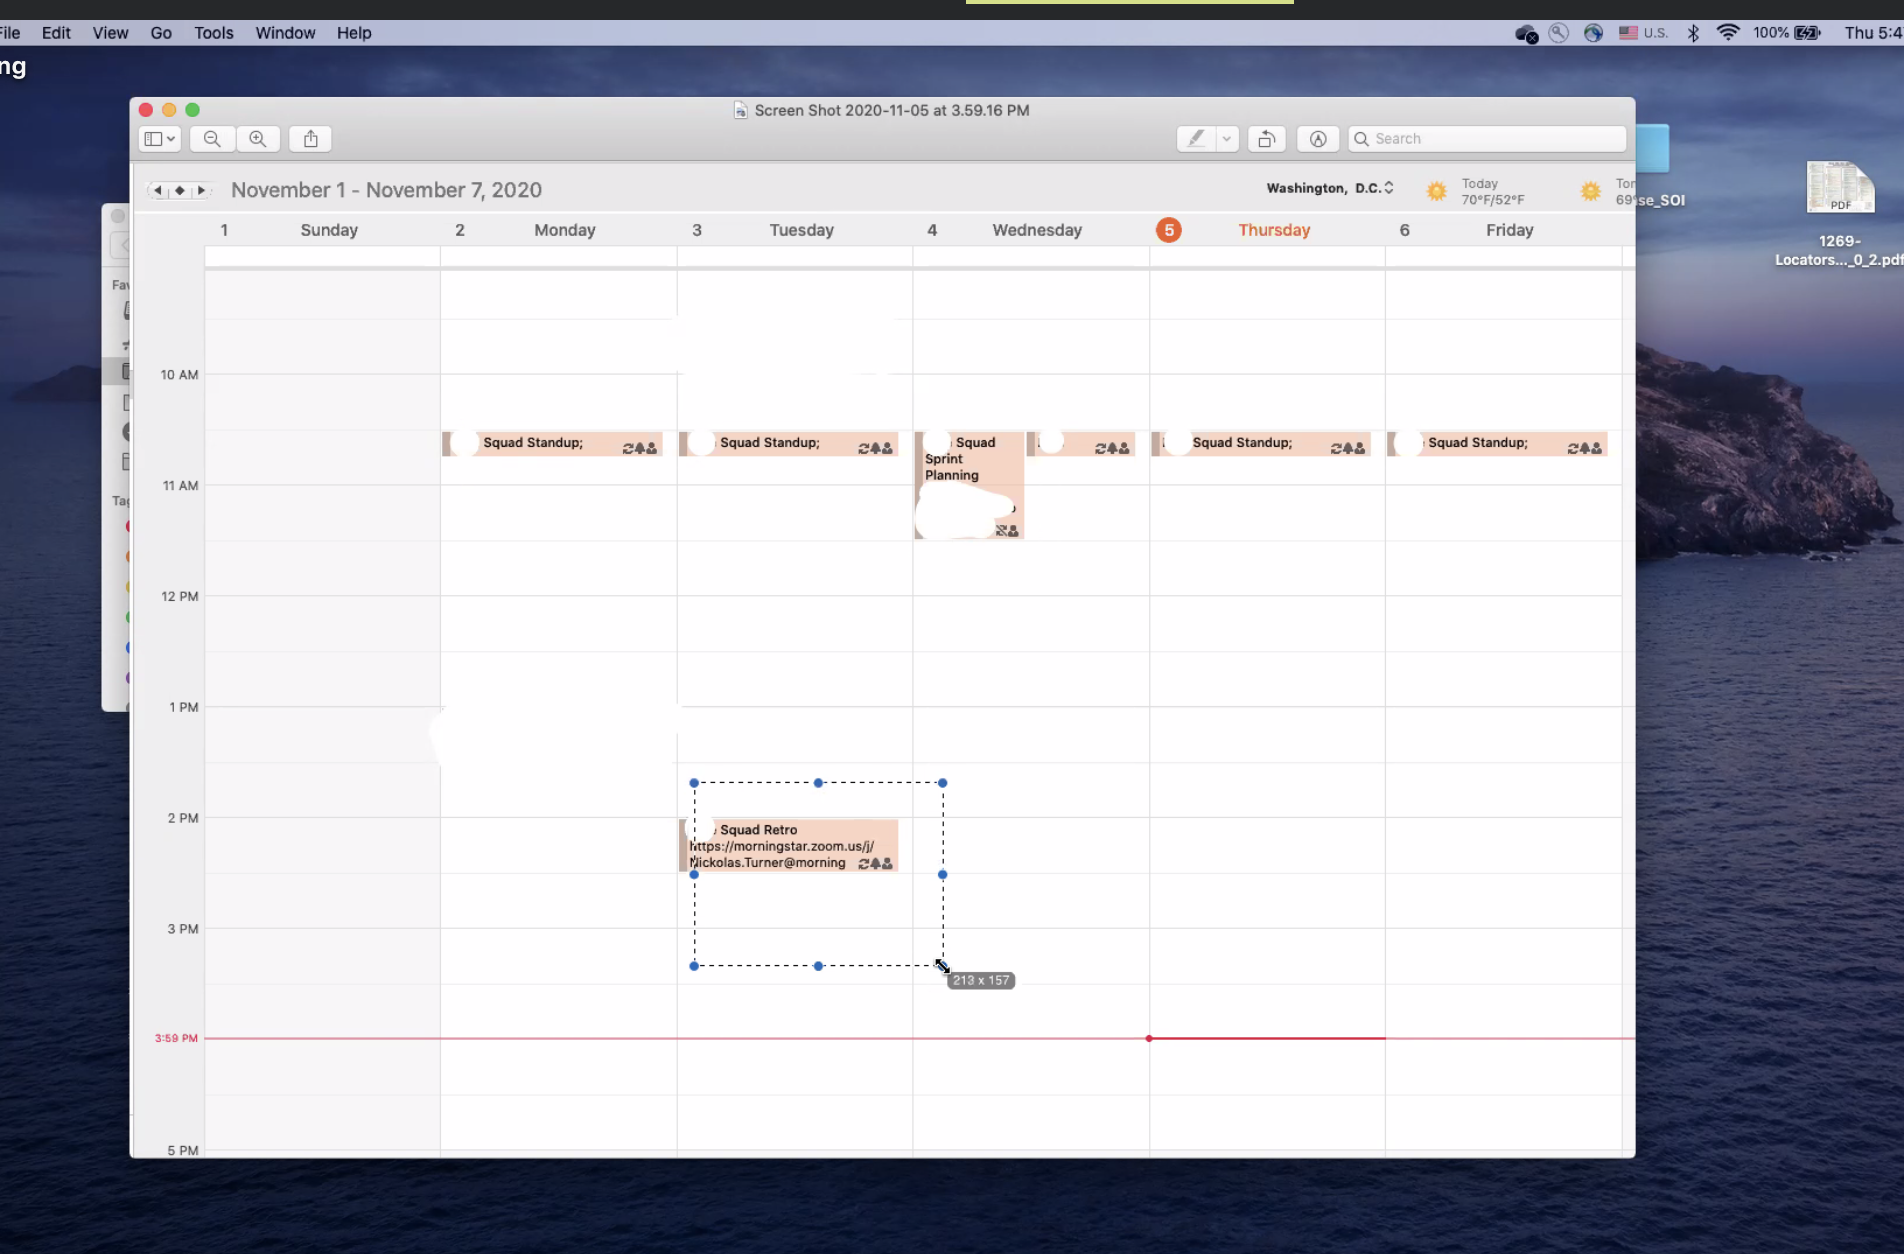 File Edit View Go Tools Window Help
U.S. 100% Thu 5:4
ng
Screen Shot 2020-11-05 at 3.59.16 PM
Search
November 1 - November 7, 2020
Washington, D.C.
Today
70°F/52°F
69°
se_SOI
PDF
1269-
Locators..._0_2.pdf
1 Sunday 2 Monday 3 Tuesday 4 Wednesday 5 Thursday 6 Friday
Fav
10 AM
Squad Standup; Squad Standup; Squad Squad Standup; Squad Standup;
Sprint
Planning
11 AM
Tag
12 PM
1 PM
2 PM
Squad Retro
https://morningstar.zoom.us/j/
Nickolas.Turner@morning
3 PM
213 x 157
3:59 PM
5 PM